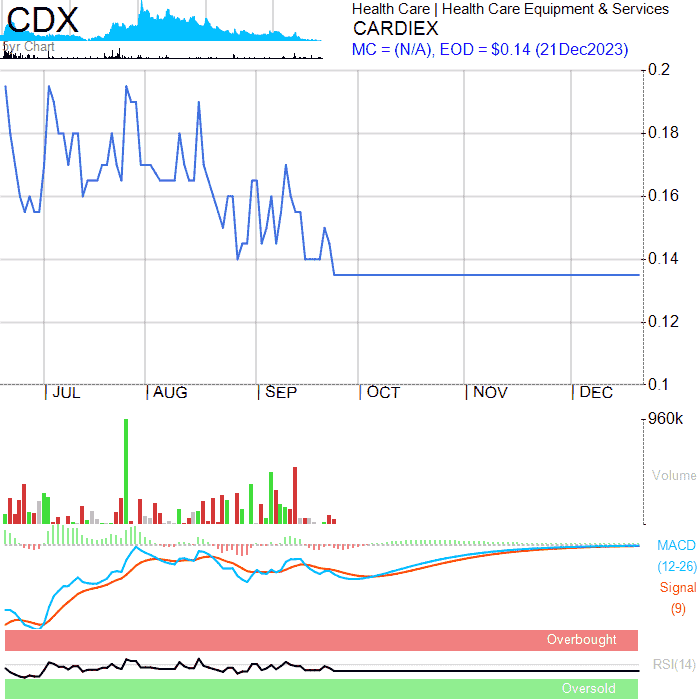 CDX
5yr Chart
Health Care | Health Care Equipment & Services
CARDIEX
MC = (N/A), EOD = $0.14 (21Dec2023)
0.2
0.18
0.16
0.14
0.12
0.1
JUL AUG SEP OCT NOV DEC
960k
Volume
MACD
(12-26)
Signal
(9)
Overbought
RSI(14)
Oversold